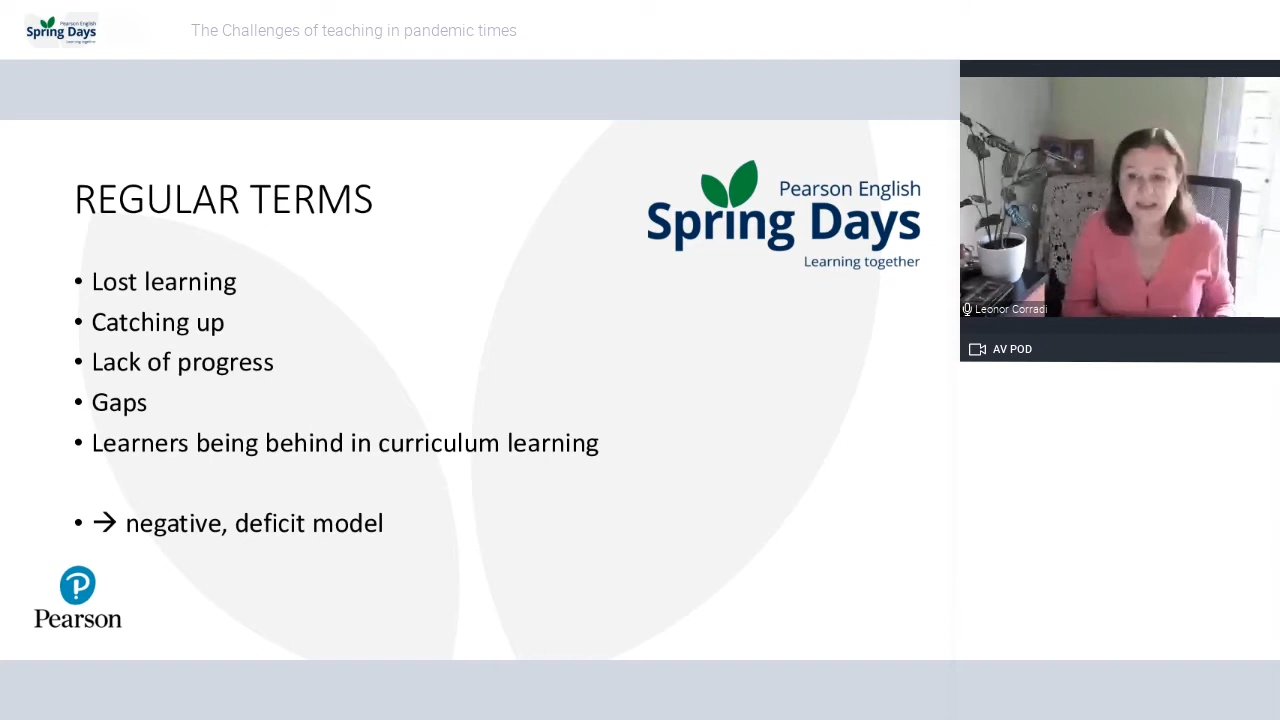 Pearson English
Spring Days
Learning together
The Challenges of teaching in pandemic times
REGULAR TERMS
Pearson English
Spring Days
Learning together
• Lost learning
• Catching up
• Lack of progress
• Gaps
• Learners being behind in curriculum learning
• → negative, deficit model
Pearson
Leonor Corradi
AV POD